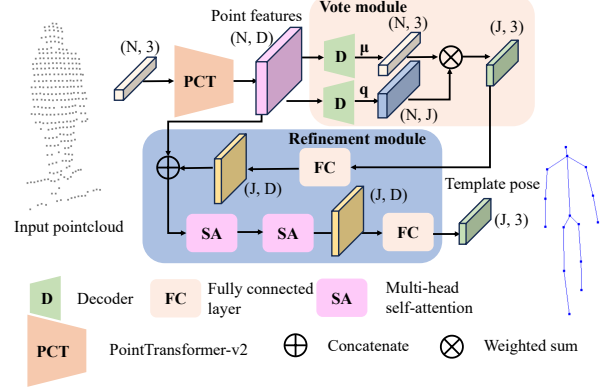 Vote module
Point features
(N, 3)
(N, D)
PCT
D
μ
(N, 3)
(J, 3)
D
q
(N, J)
Refinement module
FC
(J, D)
(J, D)
SA
SA
FC
Template pose
(J, 3)
Input pointcloud
D
Decoder
FC
Fully connected
layer
SA
Multi-head
self-attention
PCT
PointTransformer-v2
Concatenate
Weighted sum